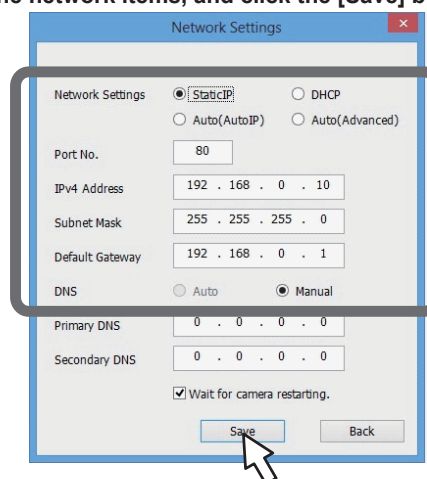 ne network items, and click the [Save] b
Network Settings
Network Settings StaticIP DHCP
Auto(AutoIP) Auto(Advanced)
Port No. 80
IPv4 Address 192 . 168 . 0 . 10
Subnet Mask 255 . 255 . 255 . 0
Default Gateway 192 . 168 . 0 . 1
DNS Auto Manual
Primary DNS 0 . 0 . 0 . 0
Secondary DNS 0 . 0 . 0 . 0
Wait for camera restarting.
Save Back